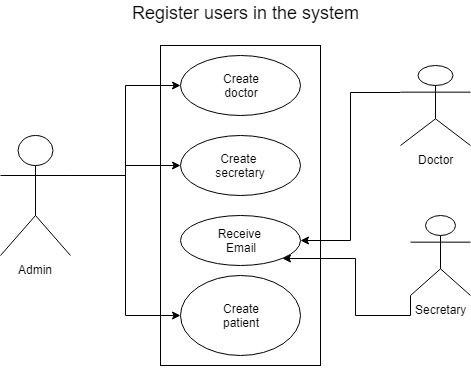 Register users in the system
Create
doctor
Create
secretary
Receive
Email
Create
patient
Admin
Doctor
Secretary